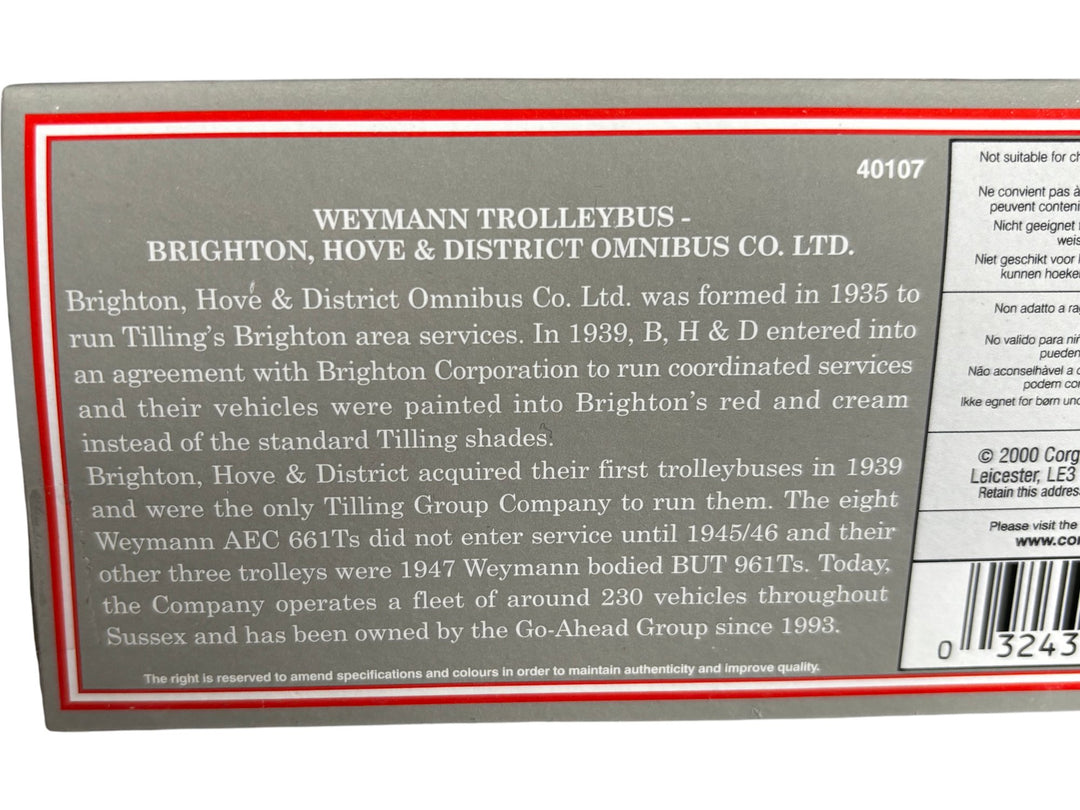 40107
WEYMANN TROLLEYBUS -
BRIGHTON, HOVE & DISTRICT OMNIBUS CO. LTD.
Brighton, Hove & District Omnibus Co. Ltd. was formed in 1935 to
run Tilling's Brighton area services. In 1939, B, H & D entered into
an agreement with Brighton Corporation to run coordinated services
and their vehicles were painted into Brighton's red and cream
instead of the standard Tilling shades.
Brighton, Hove & District acquired their first trolleybuses in 1939
and were the only Tilling Group Company to run them. The eight
Weymann AEC 661Ts did not enter service until 1945/46 and their
other three trolleys were 1947 Weymann bodied BUT 961Ts. Today,
the Company operates a fleet of around 230 vehicles throughout
Sussex and has been owned by the Go-Ahead Group since 1993.
The right is reserved to amend specifications and colours in order to maintain authenticity and improve quality.
Not suitable for
Ne convient pas à
peuvent
Nicht geeignet
Niet geschikt voor
kunnen
Non adatto a
No valido para
pueden
Não aconselhável a
podem
Ikke egnet for børn
© 2000
Leicester, LE3
Retain this
Please visit the
0 3243